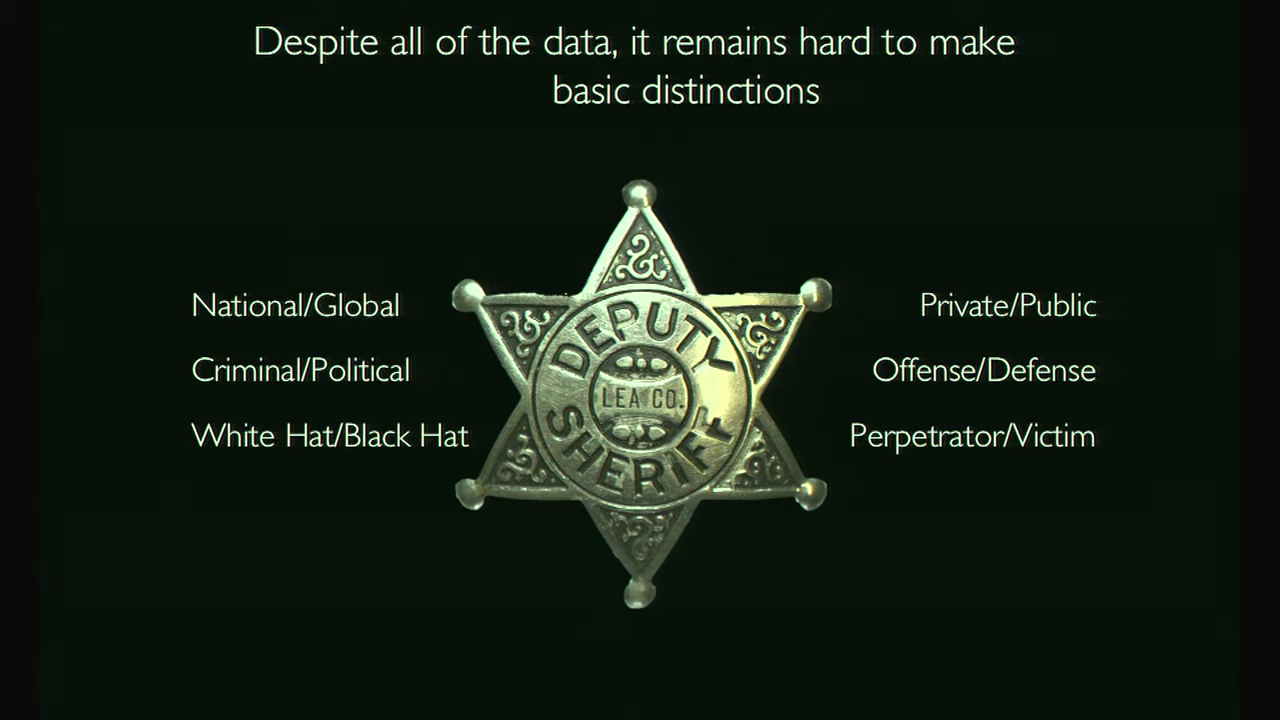 Despite all of the data, it remains hard to make
basic distinctions
National/Global
Criminal/Political
White Hat/Black Hat
DEPUTY
LEA CO.
SHERIFF
Private/Public
Offense/Defense
Perpetrator/Victim